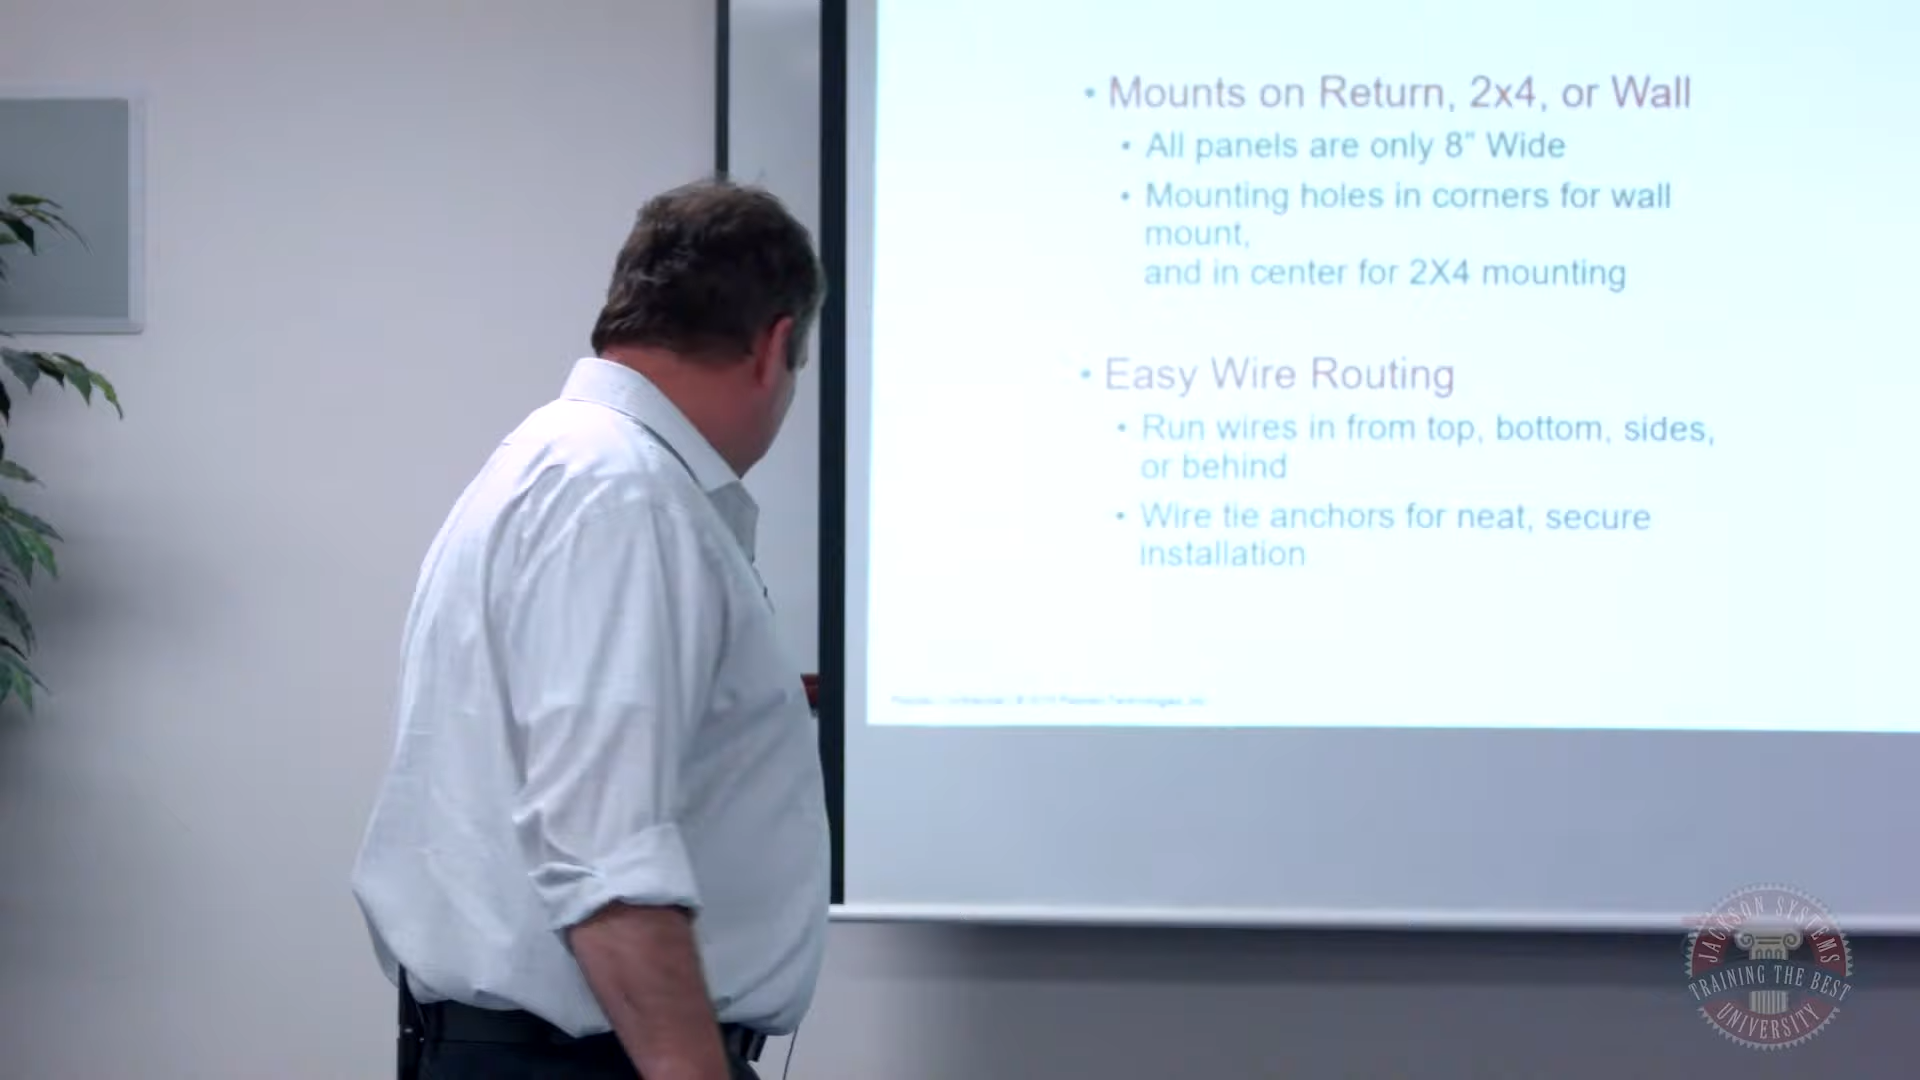 • Mounts on Return, 2x4, or Wall
• All panels are only 8" Wide
• Mounting holes in corners for wall
mount,
and in center for 2X4 mounting
• Easy Wire Routing
• Run wires in from top, bottom, sides,
or behind
• Wire tie anchors for neat, secure
installation
JACKSON SYSTEMS
TRAINING THE BEST
UNIVERSITY